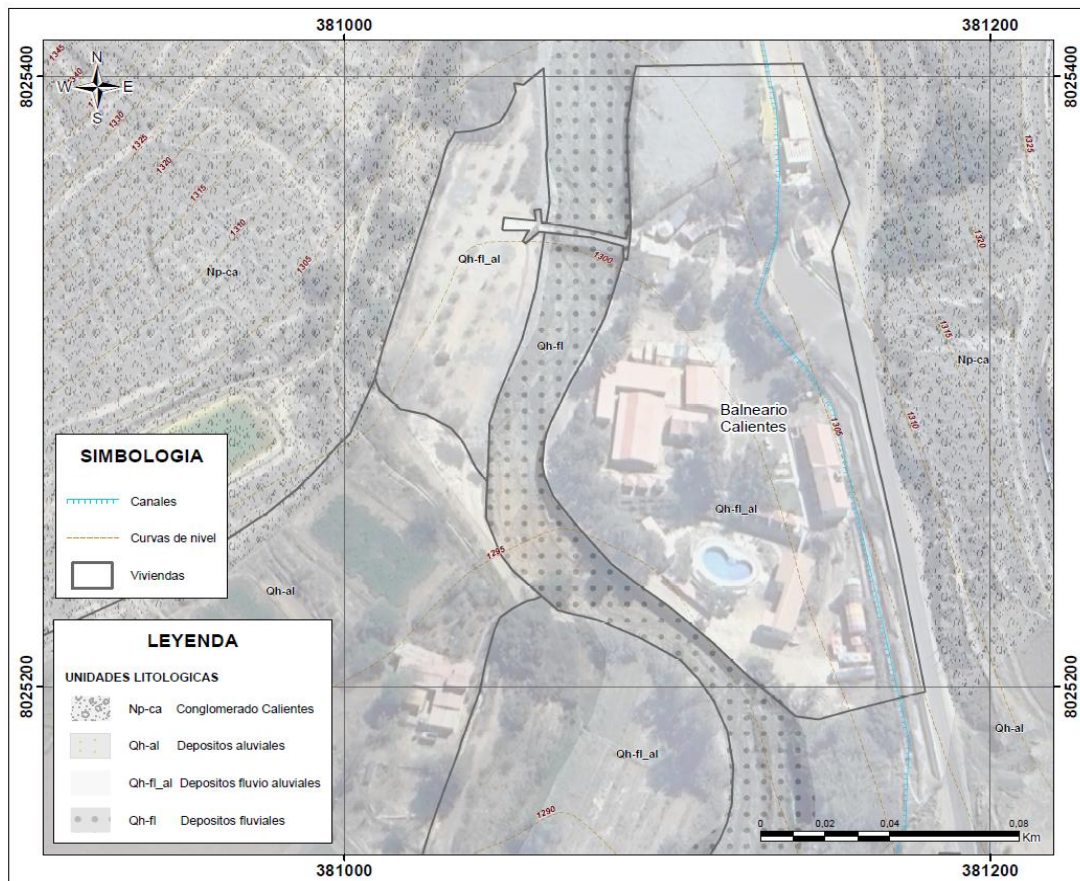 381000
381200
8025400
8025400
N
W
E
S
1345
1340
1330
1325
1320
1315
1310
1305
Np-ca
Qh-fl_al
1300
Qh-fl
1325
1320
1315
Np-ca
1310
Balneario
Calientes
1305
Qh-fl_al
1295
Qh-al
SIMBOLOGIA
Canales
Curvas de nivel
Viviendas
LEYENDA
UNIDADES LITOLOGICAS
Np-ca Conglomerado Calientes
Qh-al Depositos aluviales
Qh-fl_al Depositos fluvio aluviales
Qh-fl Depositos fluviales
8025200
8025200
Qh-al
Qh-fl_al
1290
0 0,02 0,04 0,08
Km
381000
381200